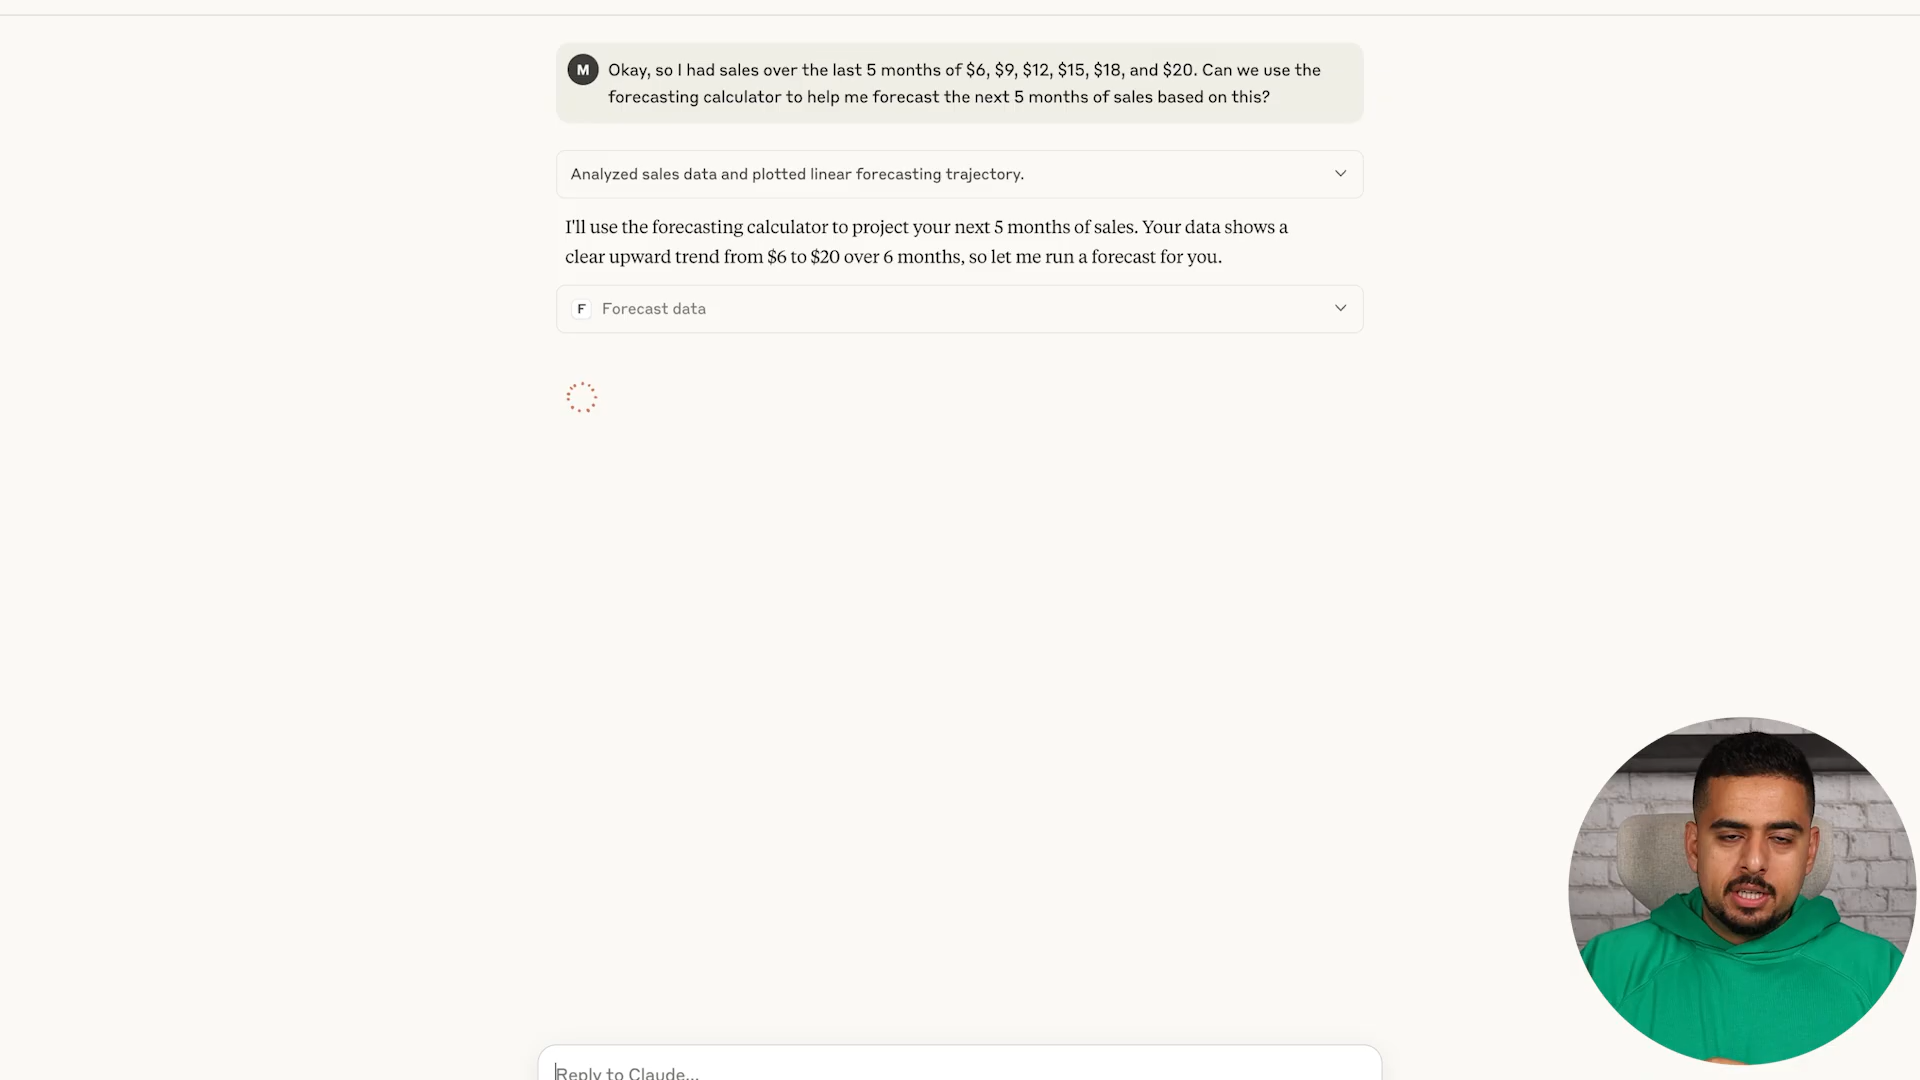 M
Okay, so I had sales over the last 5 months of $6, $9, $12, $15, $18, and $20. Can we use the
forecasting calculator to help me forecast the next 5 months of sales based on this?
Analyzed sales data and plotted linear forecasting trajectory.
I'll use the forecasting calculator to project your next 5 months of sales. Your data shows a
clear upward trend from $6 to $20 over 6 months, so let me run a forecast for you.
F Forecast data
Reply to Claude...